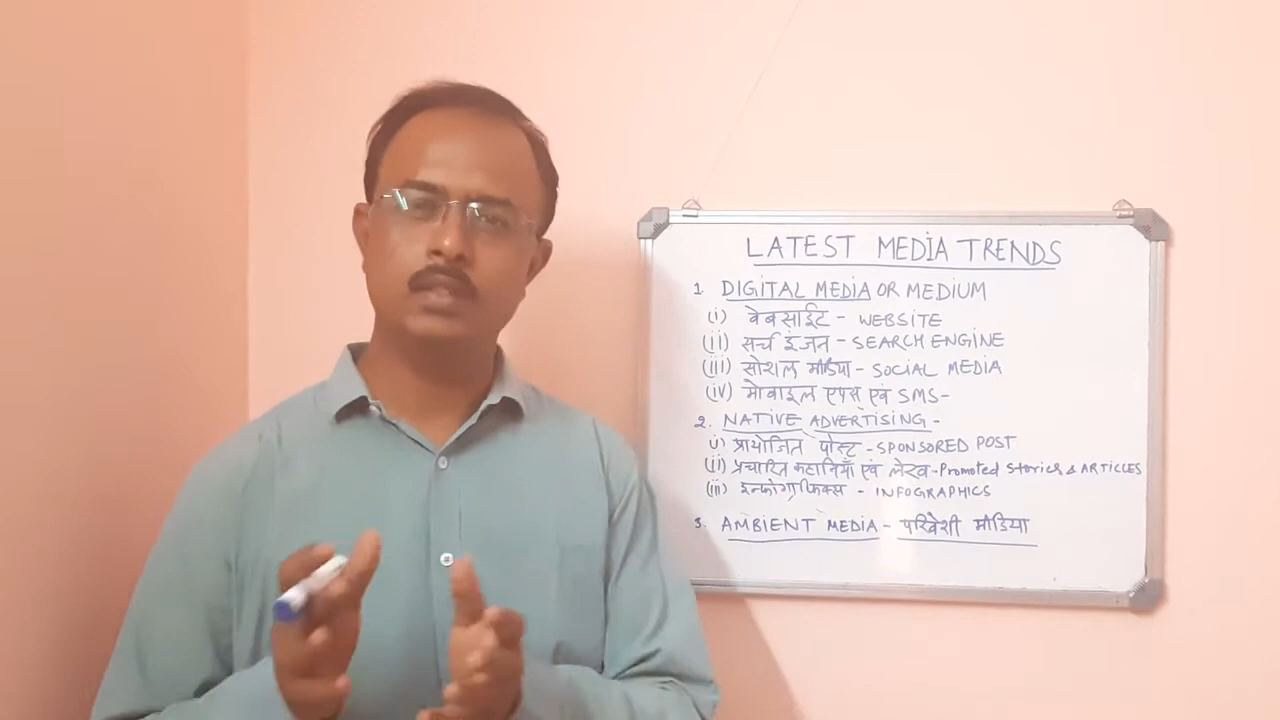 LATEST MEDIA TRENDS
1. DIGITAL MEDIA OR MEDIUM
(i) वेबसाईट - WEBSITE
(ii) सर्च इंजन - SEARCH ENGINE
(iii) सोशल मीडिया - SOCIAL MEDIA
(iv) मोबाइल एप्स एवं SMS-
2. NATIVE ADVERTISING -
i) प्रायोजित पोस्ट - SPONSORED POST
(ii) प्रचारित कहानियाँ एवं लेख - Promoted Stories & ARTICLES
(iii) इन्फोग्राफिक्स - INFOGRAPHICS
3. AMBIENT MEDIA - परिवेशी मीडिया